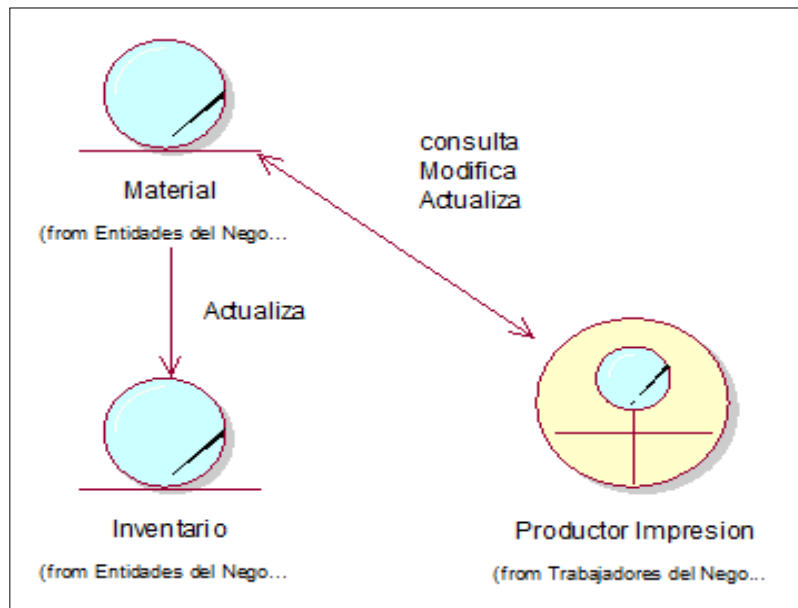 consulta
Modifica
Actualiza
Material
(from Entidades del Nego...
Actualiza
Inventario
(from Entidades del Nego...
Productor Impresion
(from Trabajadores del Nego...